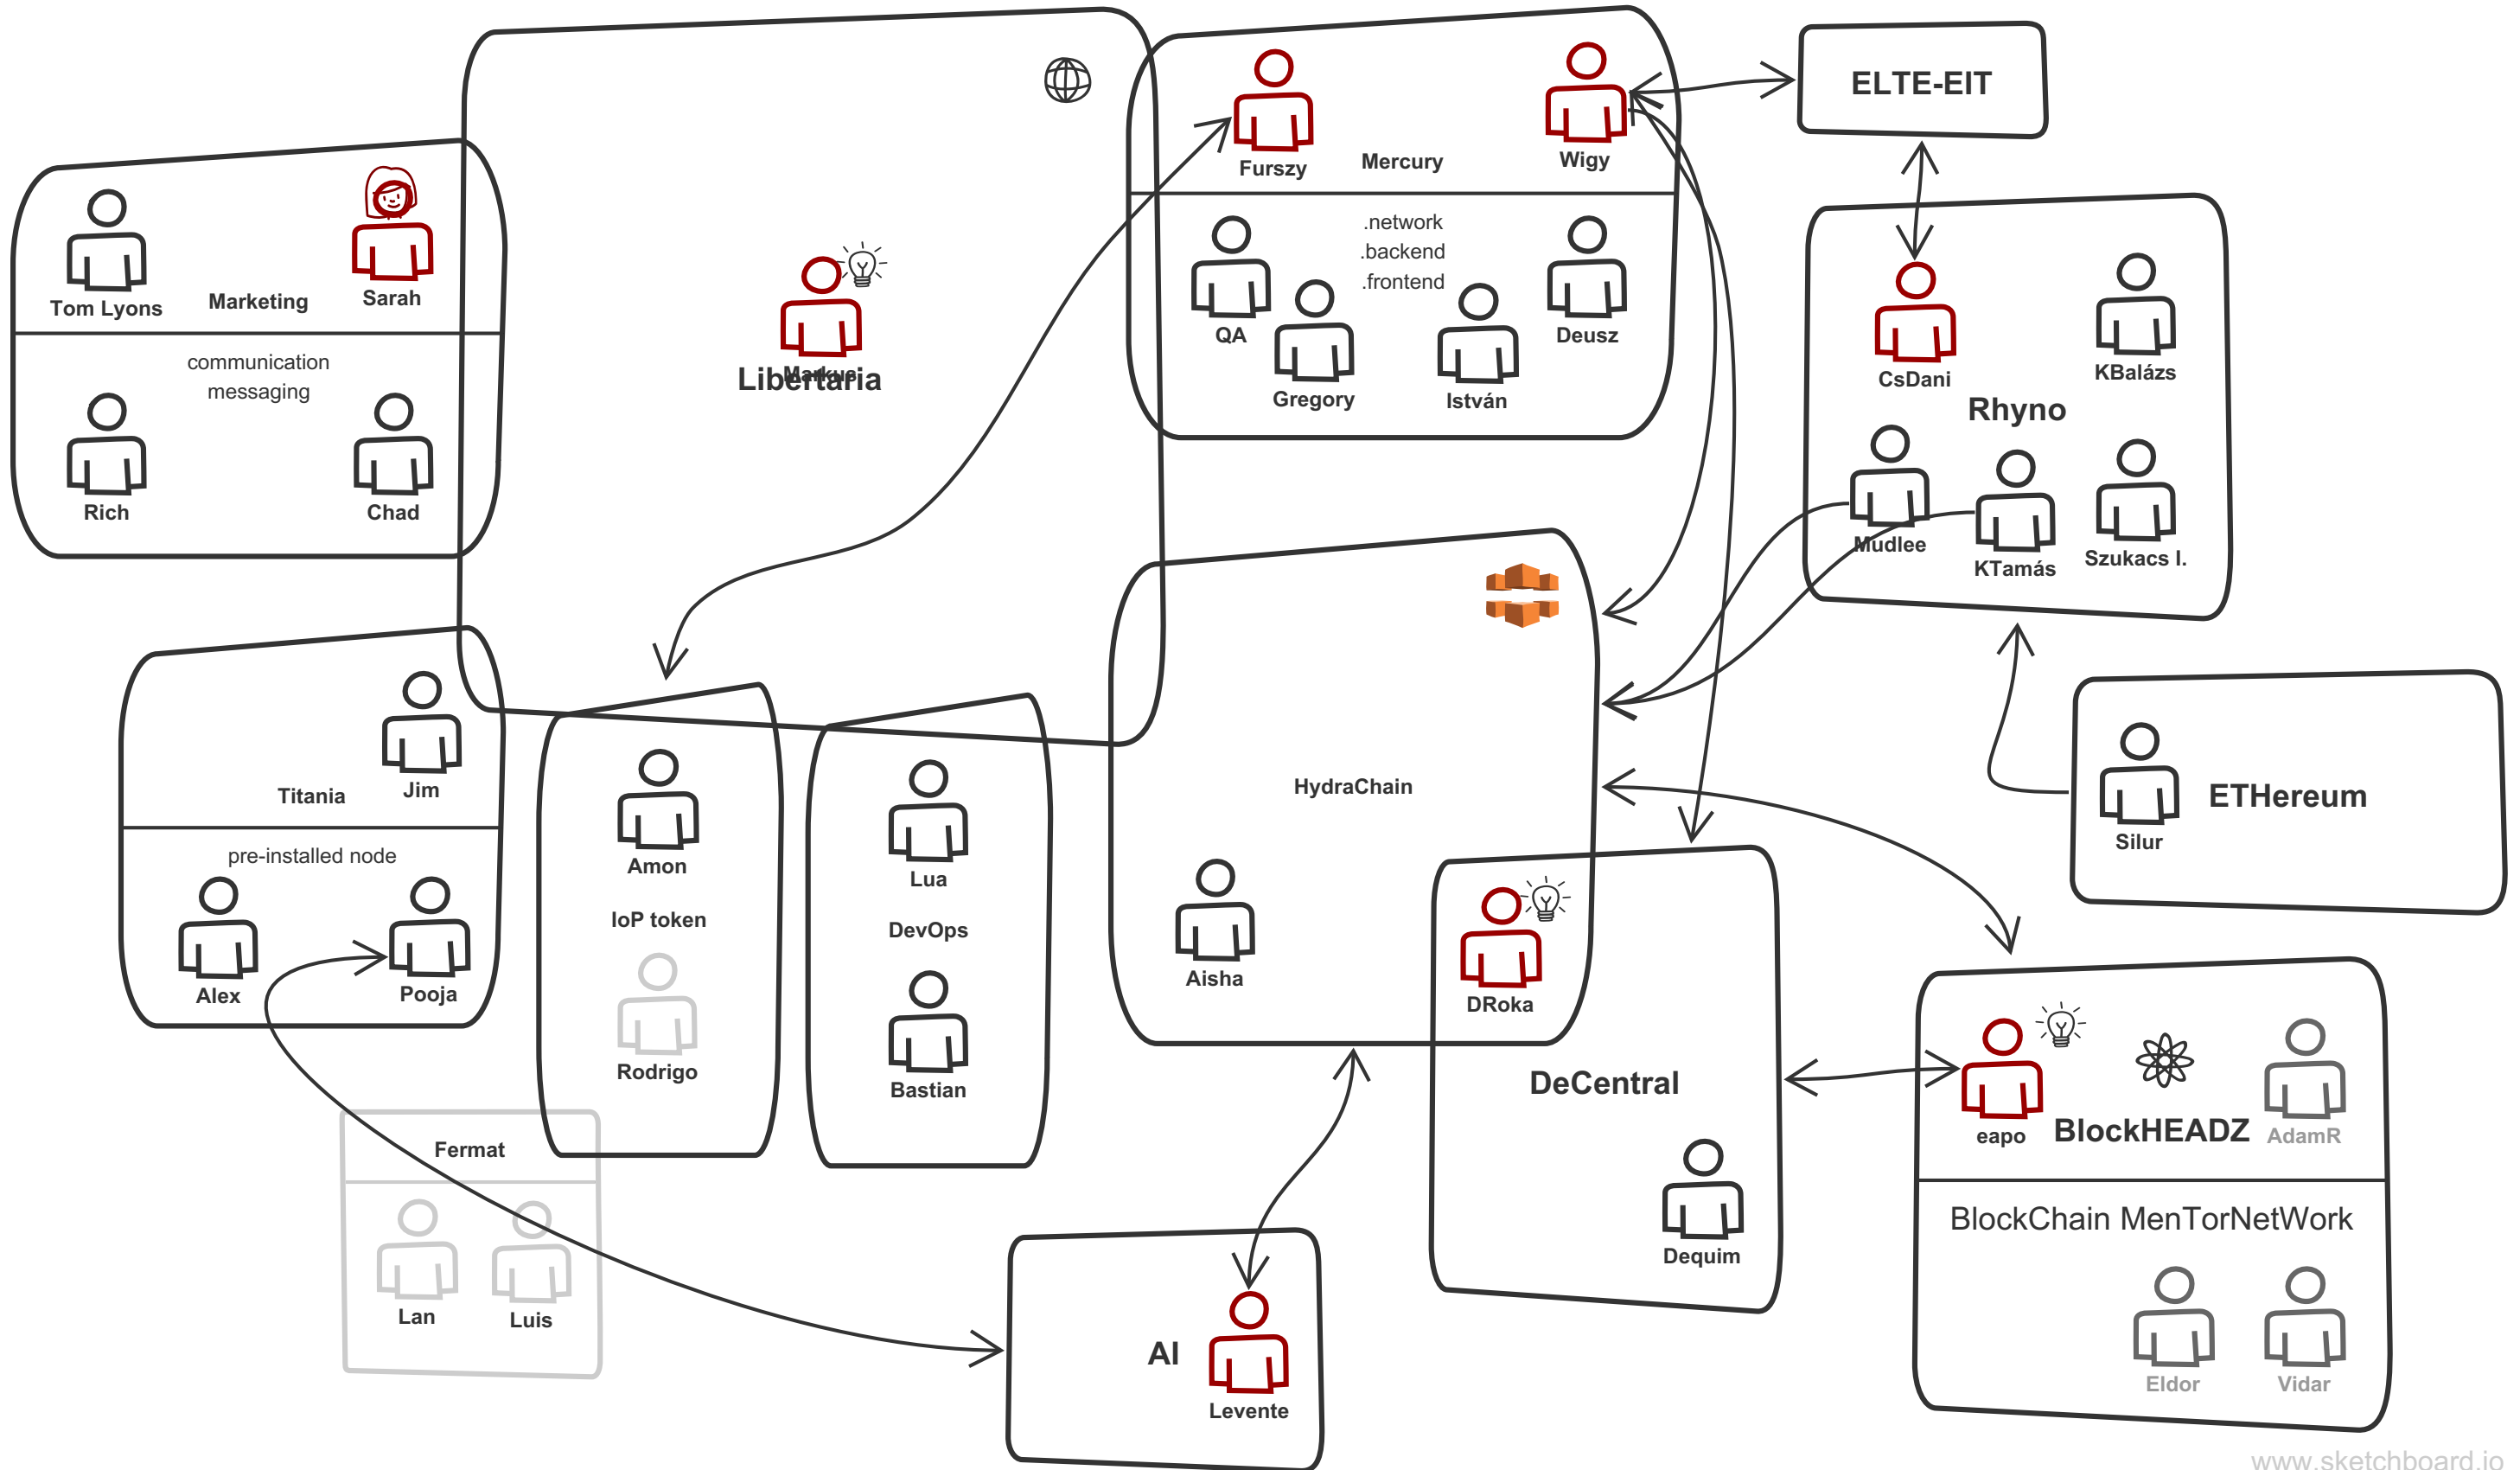 ELTE-EIT
Furszy
Mercury
Wigy
.network
.backend
.frontend
QA
Gregory
István
Deusz
Tom Lyons
Marketing
Sarah
communication
messaging
Rich
Chad
Markus
Libertaria
CsDani
KBalázs
Rhyno
Mudlee
KTamás
Szukacs I.
Jim
Titania
pre-installed node
Alex
Pooja
Amon
IoP token
Rodrigo
Lua
DevOps
Bastian
HydraChain
Aisha
DRoka
Silur
ETHereum
DeCentral
Dequim
eapo
BlockHEADZ
AdamR
BlockChain MenTorNetWork
Eldor
Vidar
Fermat
Lan
Luis
AI
Levente
www.sketchboard.io